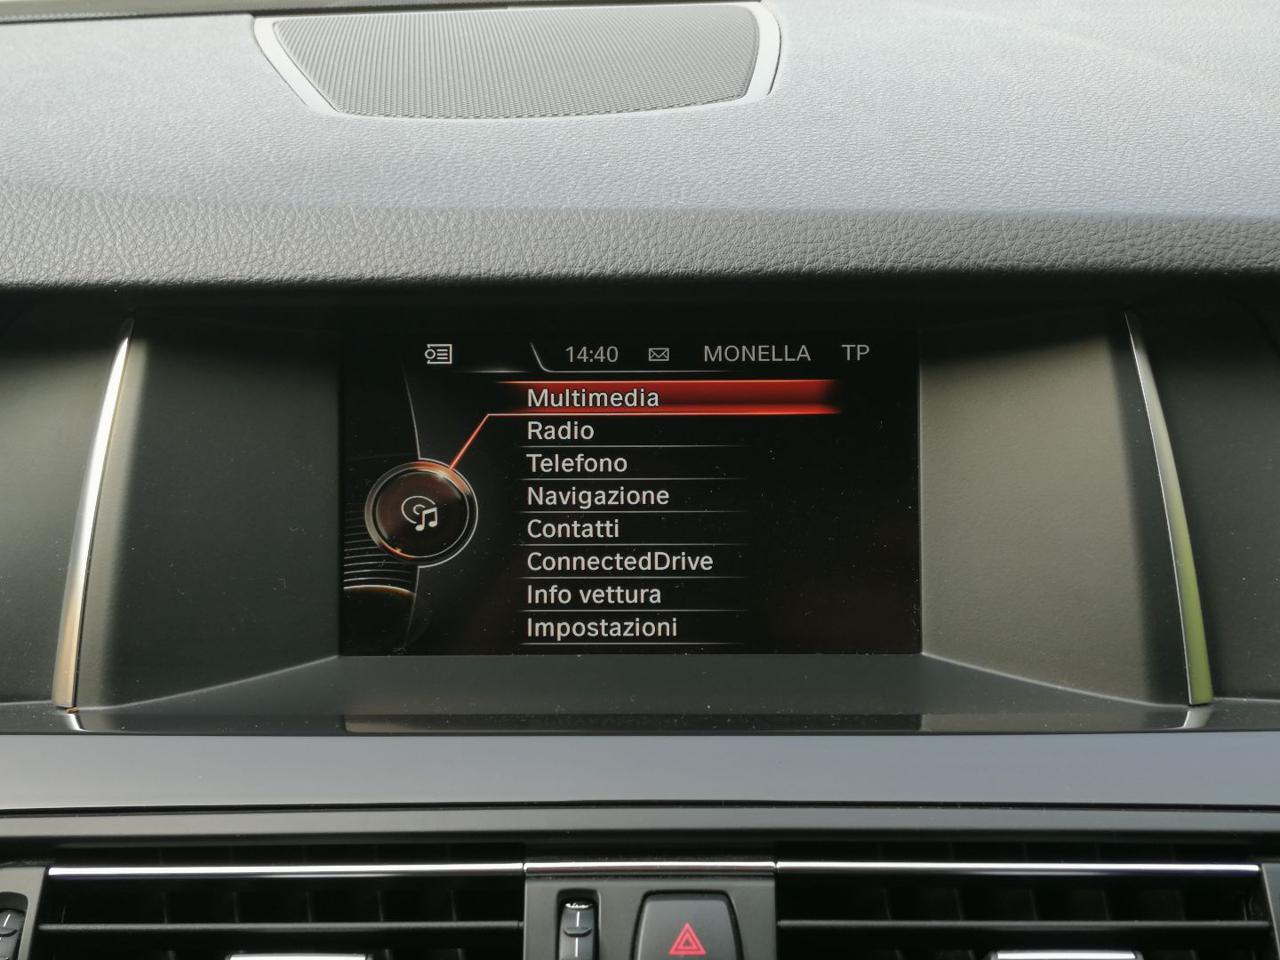 14:40 MONELLA TP
Multimedia
Radio
Telefono
Navigazione
Contatti
ConnectedDrive
Info vettura
Impostazioni